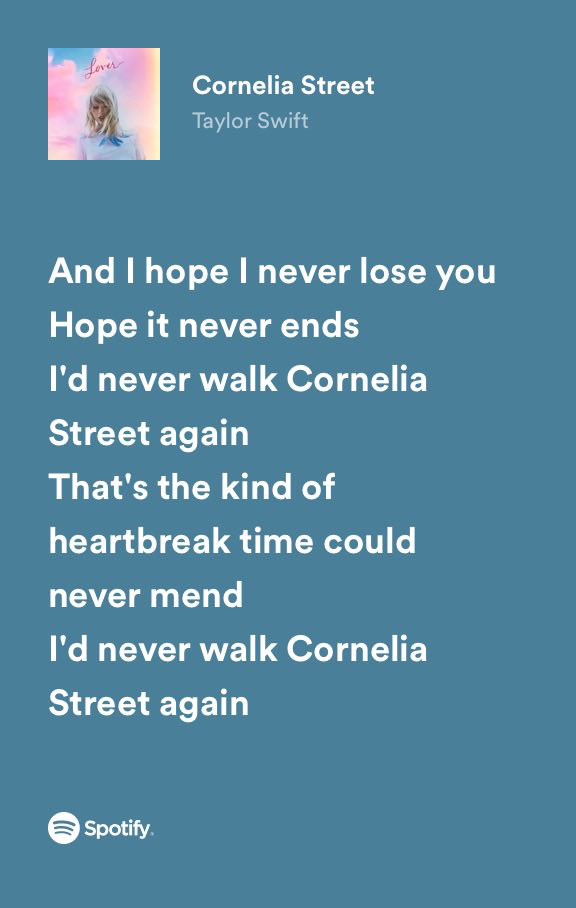 Lover
Cornelia Street
Taylor Swift
And I hope I never lose you
Hope it never ends
I'd never walk Cornelia
Street again
That's the kind of
heartbreak time could
never mend
I'd never walk Cornelia
Street again
Spotify